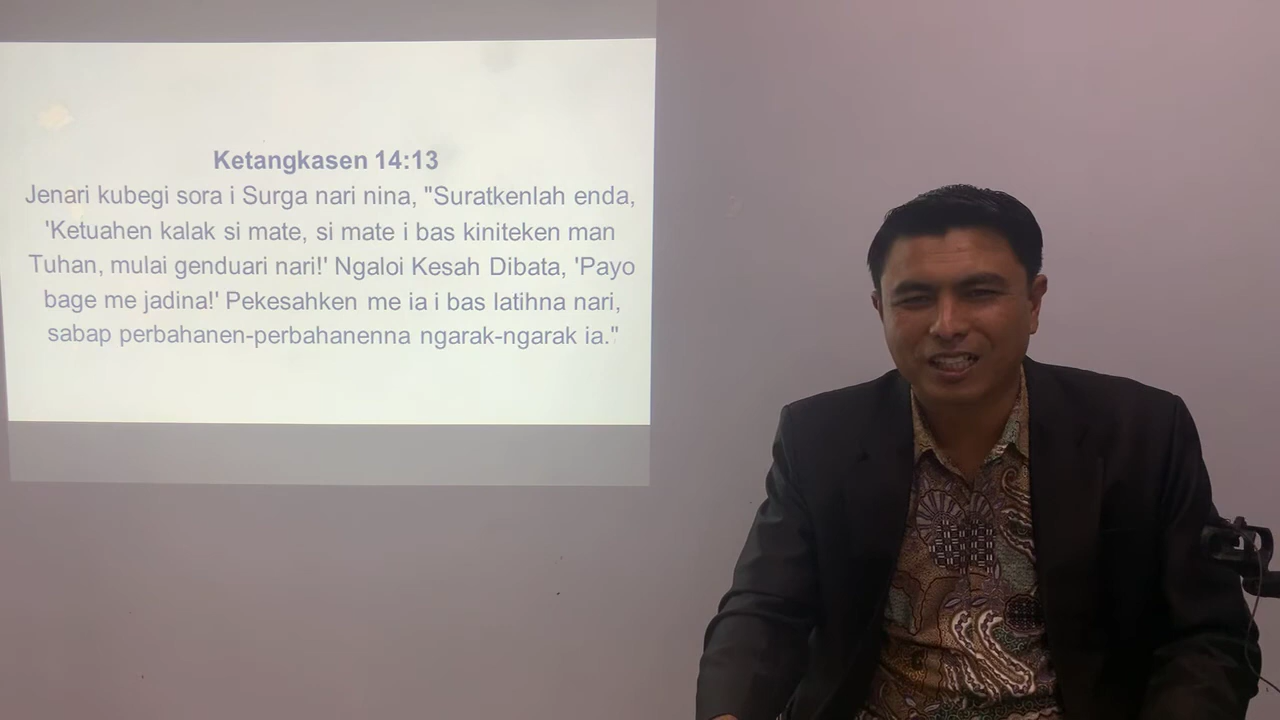 Ketangkasen 14:13
Jenari kubegi sora i Surga nari nina, "Suratkenlah enda,
'Ketuahen kalak si mate, si mate i bas kiniteken man
Tuhan, mulai genduari nari!' Ngaloi Kesah Dibata, 'Payo
bage me jadina!' Pekesahken me ia i bas latihna nari,
sabap perbahanen-perbahanenna ngarak-ngarak ia."